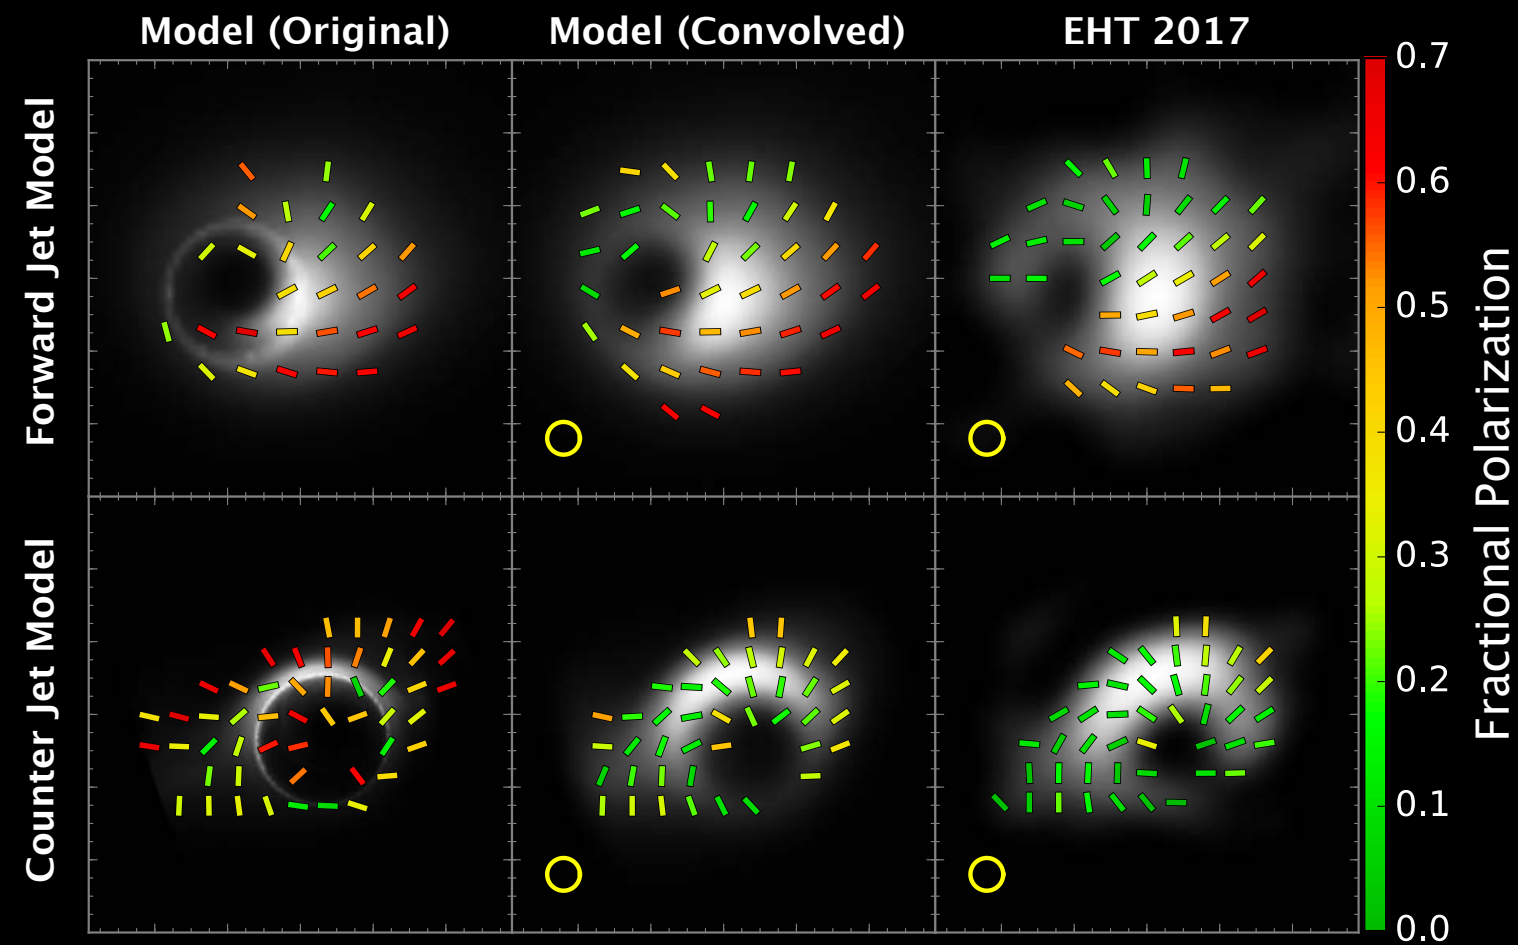 Model (Original)
Model (Convolved)
EHT 2017
Forward Jet Model
Counter Jet Model
0.7
0.6
0.5
0.4
0.3
0.2
0.1
0.0
Fractional Polarization